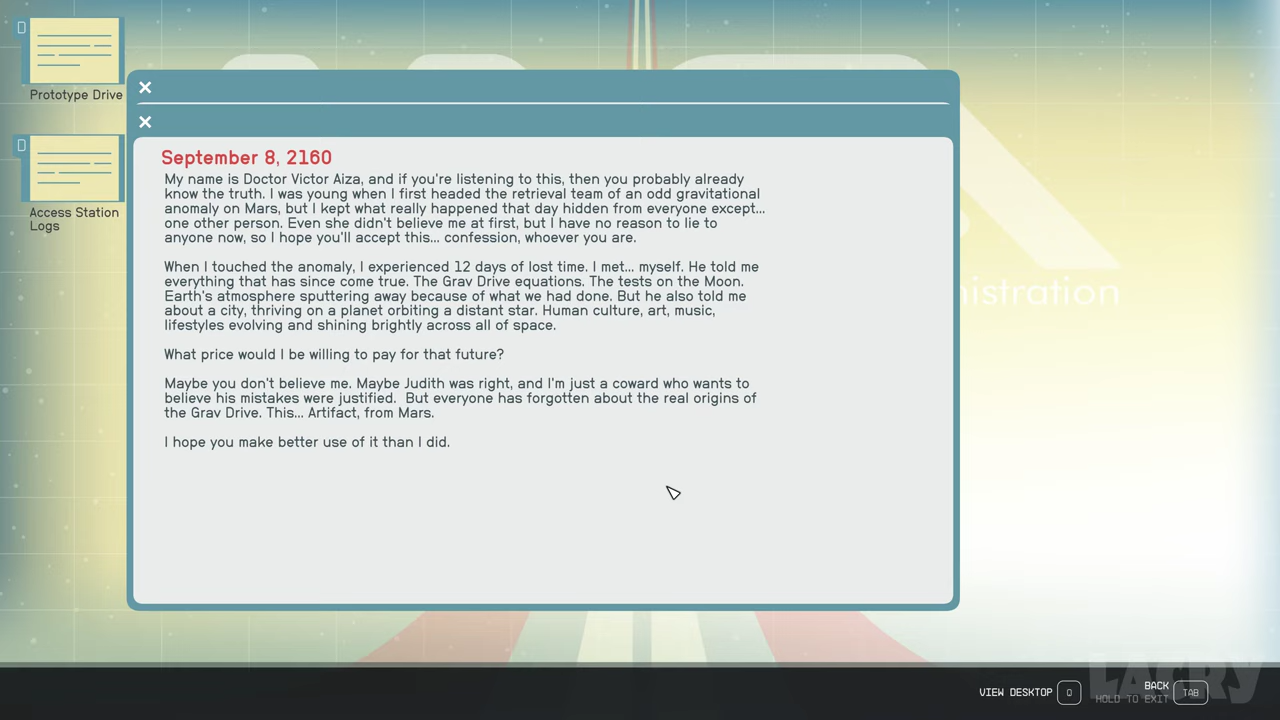 Prototype Drive
Access Station
Logs
September 8, 2160
My name is Doctor Victor Aiza, and if you're listening to this, then you probably already
know the truth. I was young when I first headed the retrieval team of an odd gravitational
anomaly on Mars, but I kept what really happened that day hidden from everyone except...
one other person. Even she didn't believe me at first, but I have no reason to lie to
anyone now, so I hope you'll accept this... confession, whoever you are.
When I touched the anomaly, I experienced 12 days of lost time. I met... myself. He told me
everything that has since come true. The Grav Drive equations. The tests on the Moon.
Earth's atmosphere sputtering away because of what we had done. But he also told me
about a city, thriving on a planet orbiting a distant star. Human culture, art, music,
lifestyles evolving and shining brightly across all of space.
What price would I be willing to pay for that future?
Maybe you don't believe me. Maybe Judith was right, and I'm just a coward who wants to
believe his mistakes were justified.  But everyone has forgotten about the real origins of
the Grav Drive. This... Artifact, from Mars.
I hope you make better use of it than I did.
nistration
VIEW DESKTOP Q
BACK
HOLD TO EXIT TAB